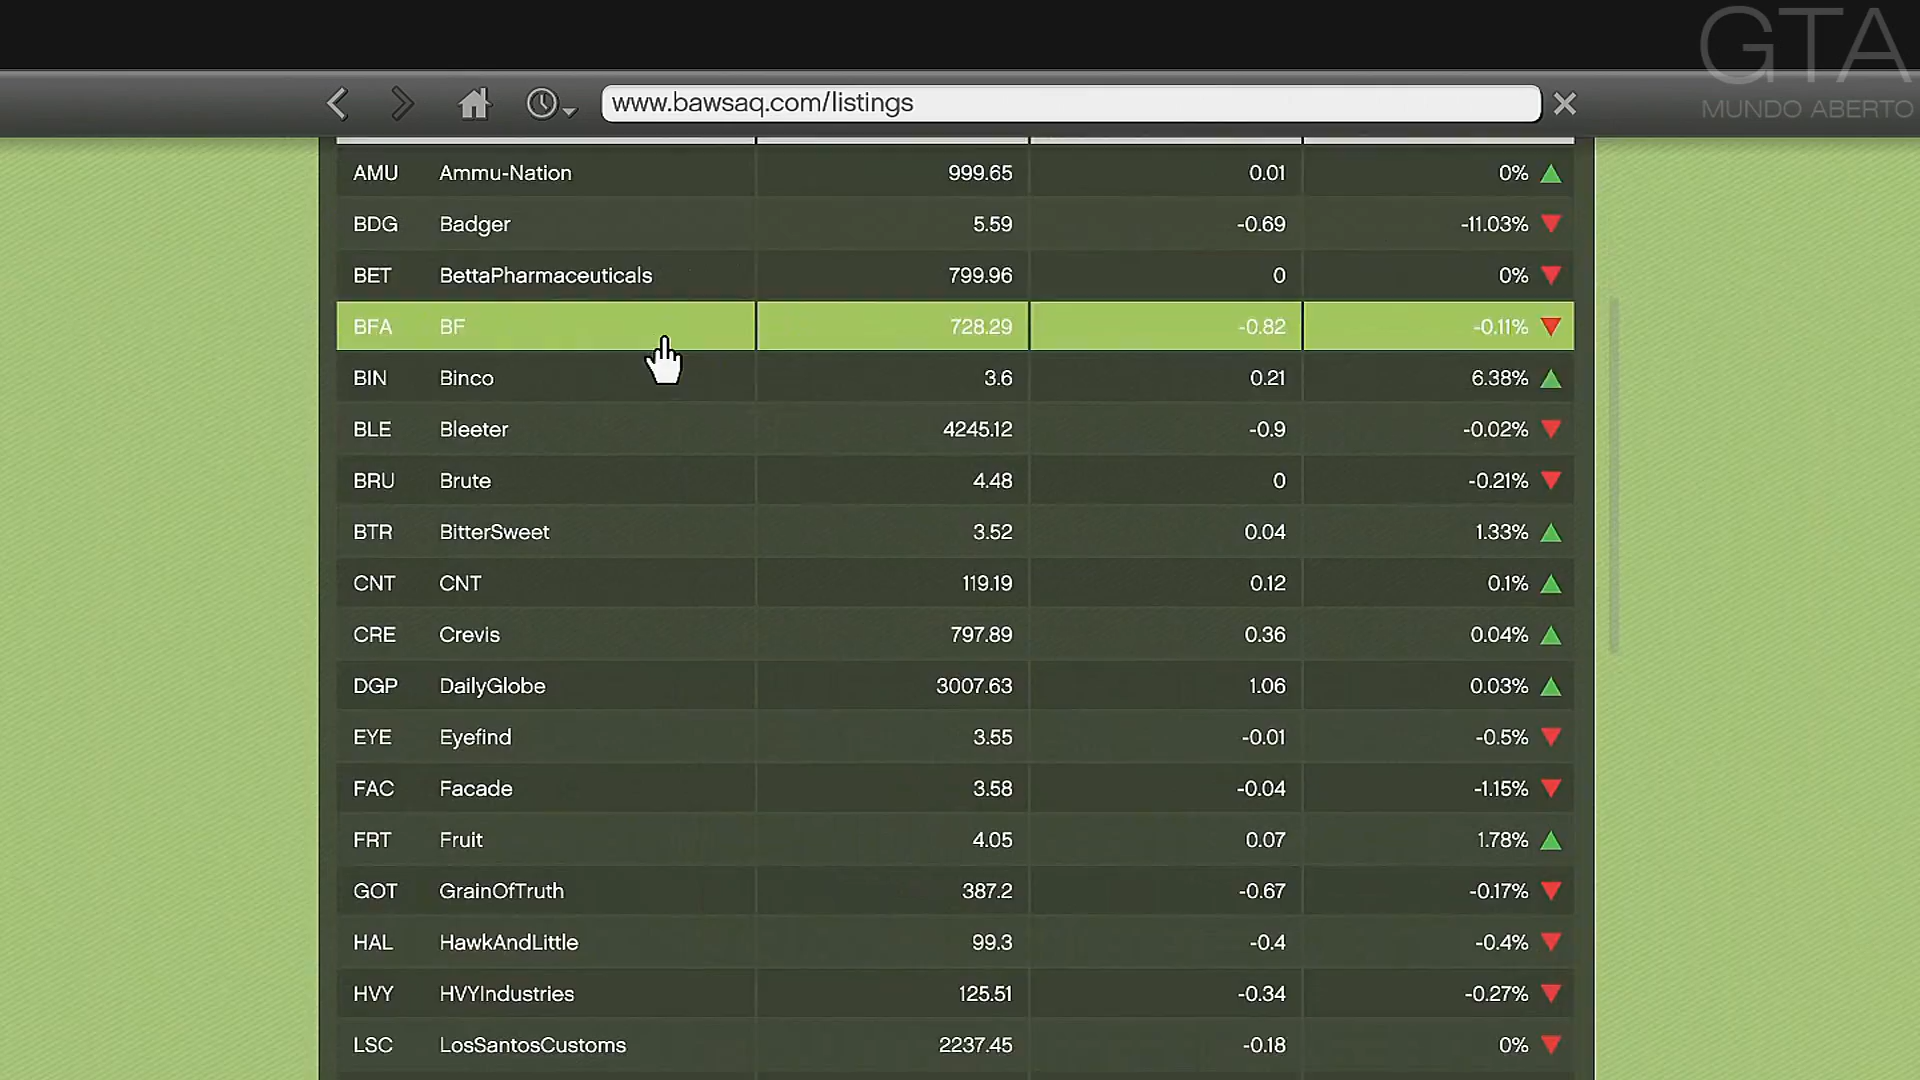 GTA
MUNDO ABERTO
www.bawsaq.com/listings
AMU Ammu-Nation 999.65 0.01 0%
BDG Badger 5.59 -0.69 -11.03%
BET BettaPharmaceuticals 799.96 0 0%
BFA BF 728.29 -0.82 -0.11%
BIN Binco 3.6 0.21 6.38%
BLE Bleeter 4245.12 -0.9 -0.02%
BRU Brute 4.48 0 -0.21%
BTR BitterSweet 3.52 0.04 1.33%
CNT CNT 119.19 0.12 0.1%
CRE Crevis 797.89 0.36 0.04%
DGP DailyGlobe 3007.63 1.06 0.03%
EYE Eyefind 3.55 -0.01 -0.5%
FAC Facade 3.58 -0.04 -1.15%
FRT Fruit 4.05 0.07 1.78%
GOT GrainOfTruth 387.2 -0.67 -0.17%
HAL HawkAndLittle 99.3 -0.4 -0.4%
HVY HVYIndustries 125.51 -0.34 -0.27%
LSC LosSantosCustoms 2237.45 -0.18 0%